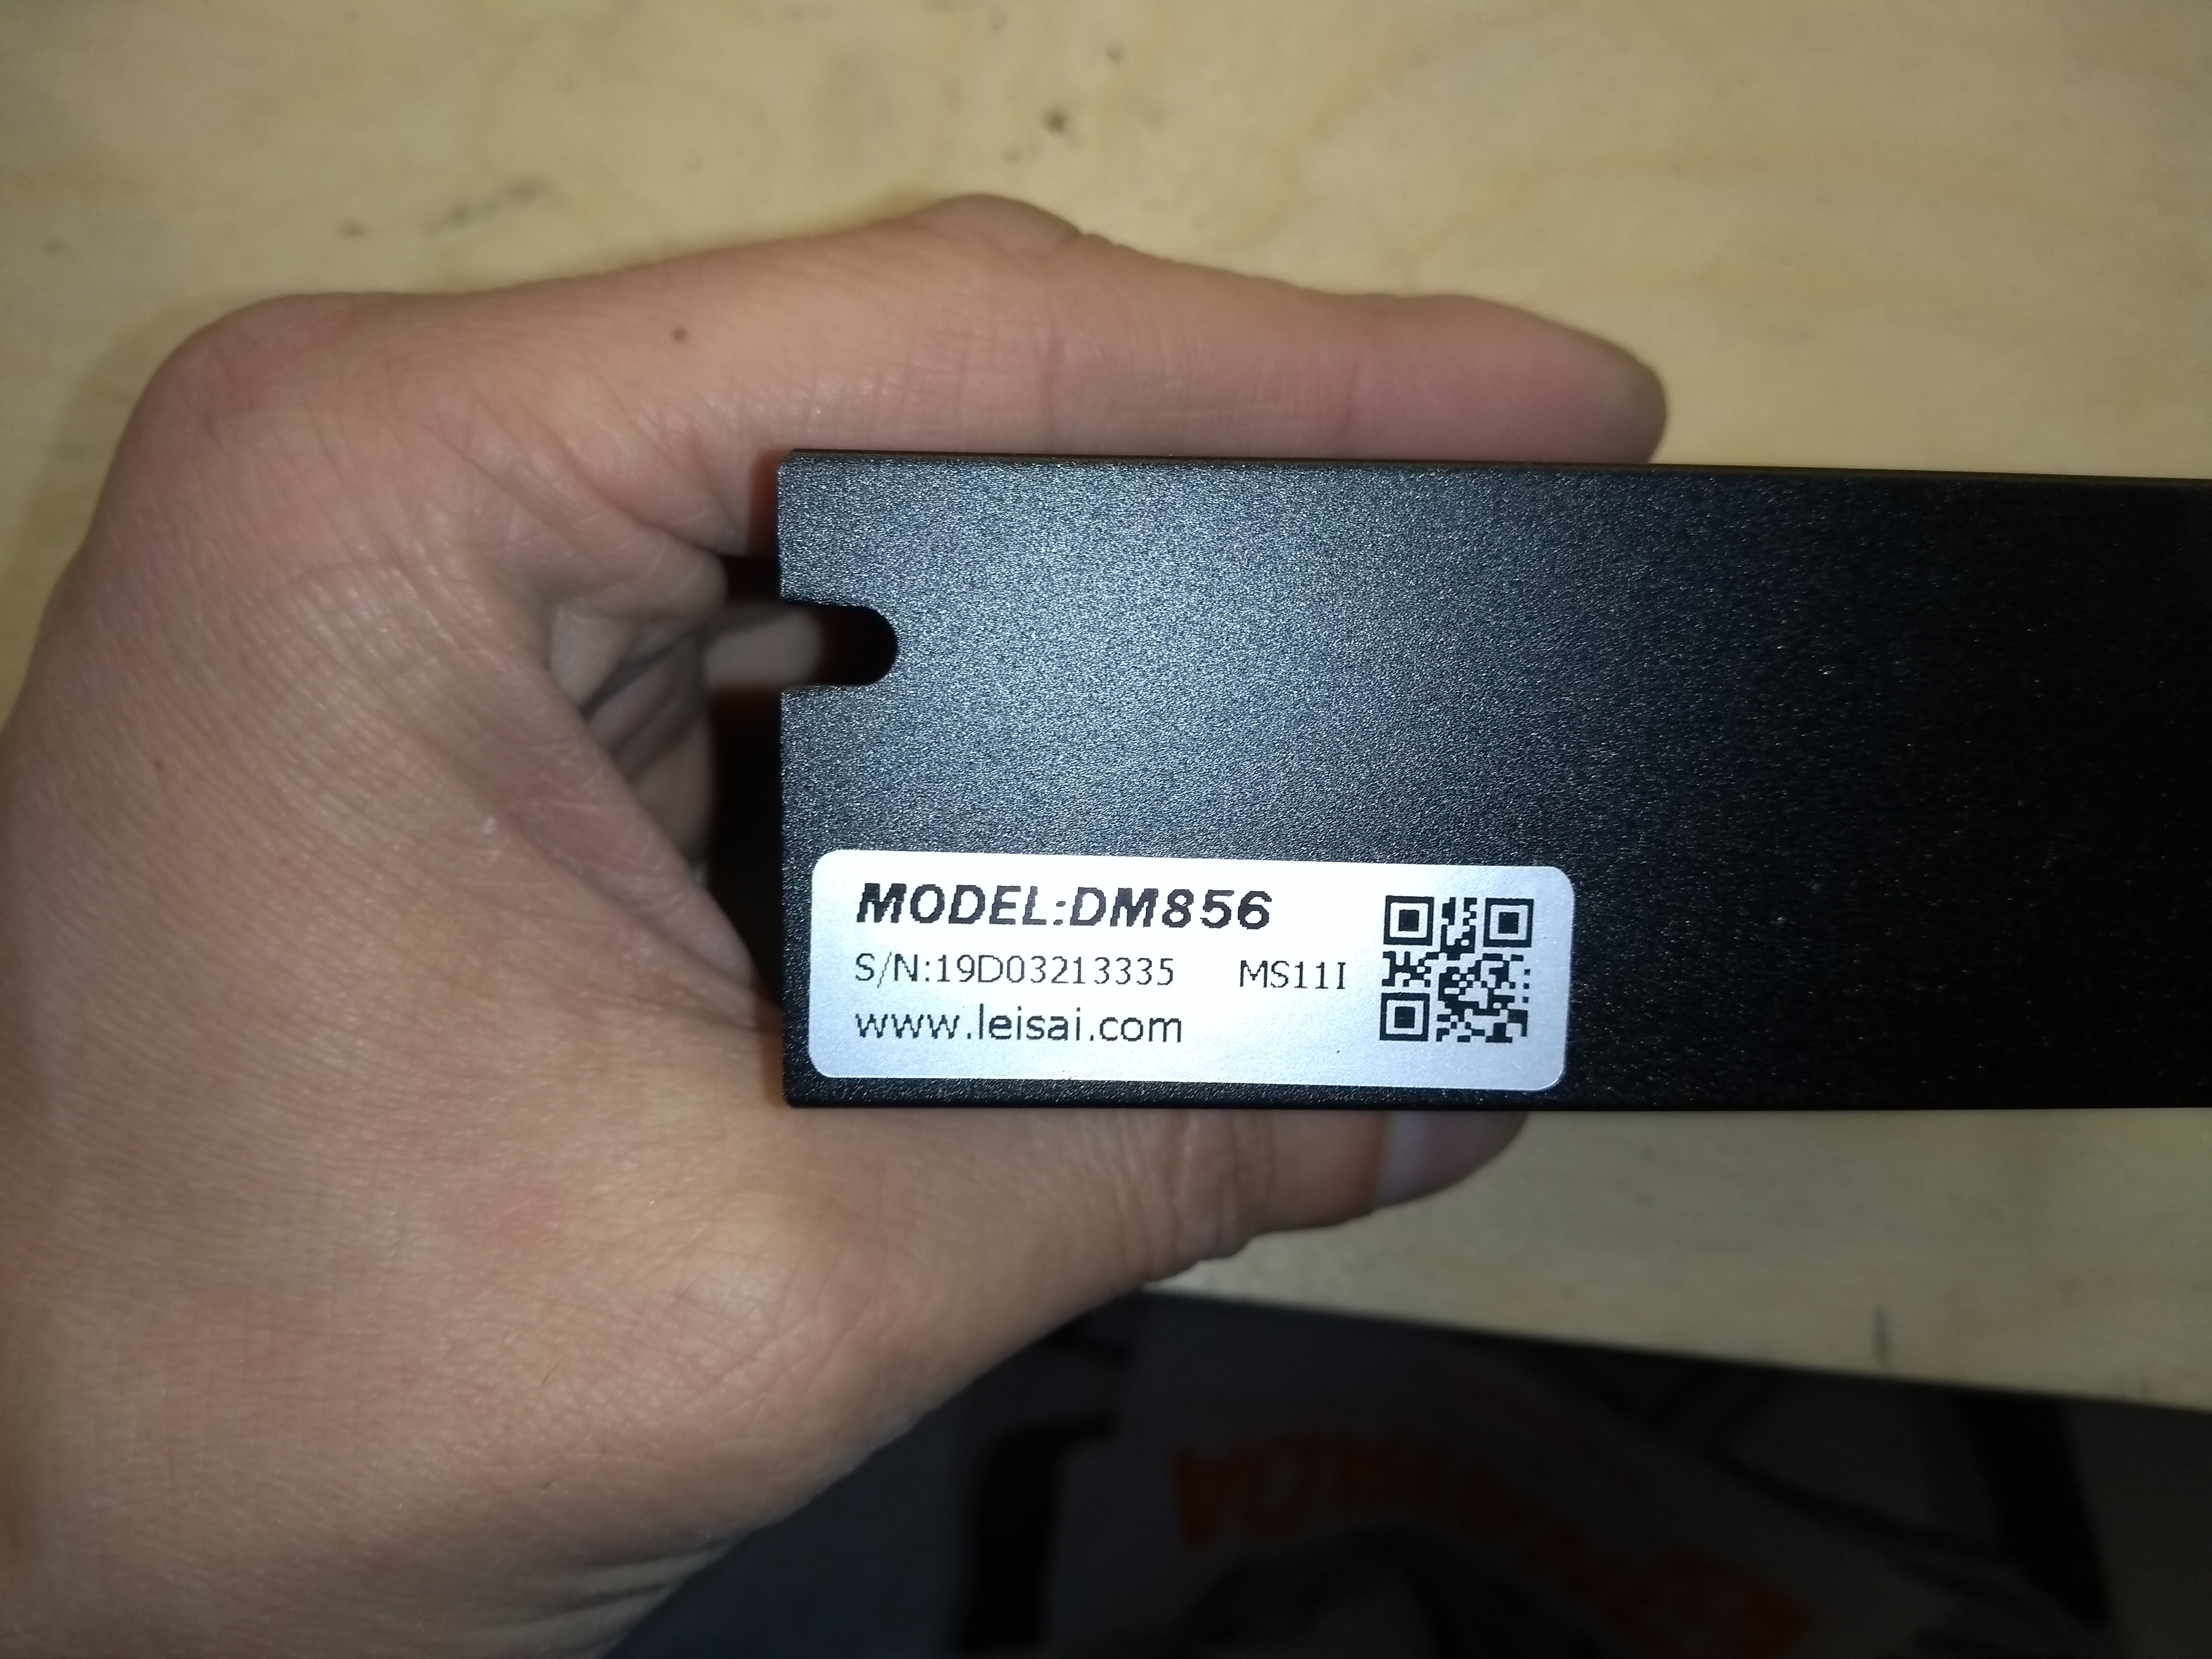 MODEL:DM856
S/N:19D03213335 MS11I
www.leisai.com